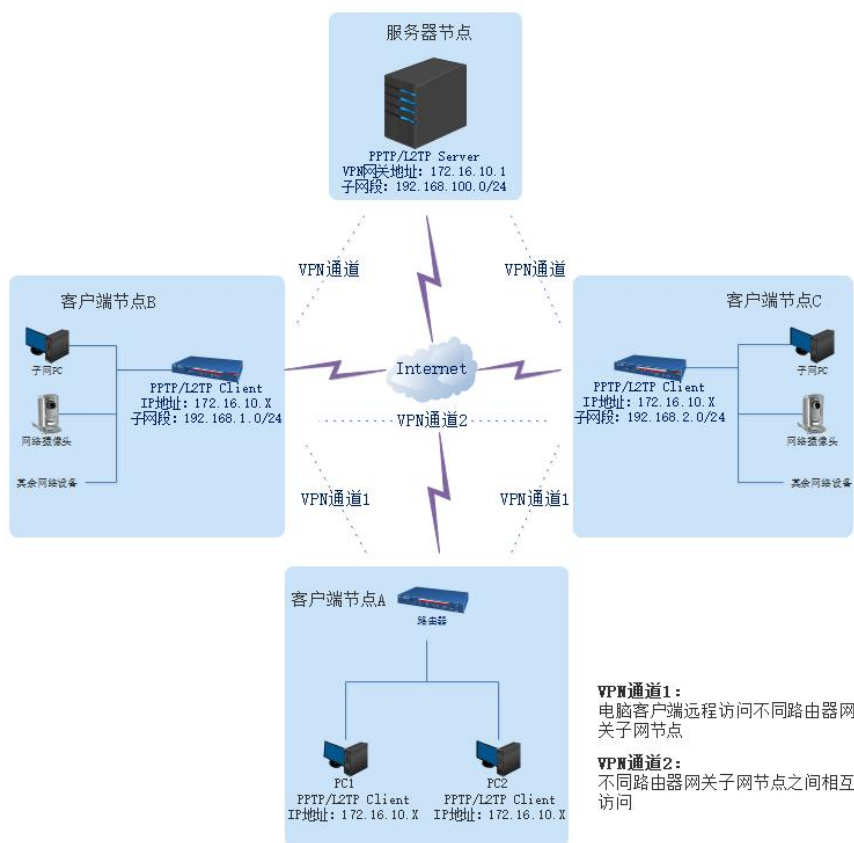 服务器节点
PPTP/L2TP Server
VPN网关地址：172.16.10.1
子网段：192.168.100.0/24
VPN通道
VPN通道
客户端节点B
子网PC
网络摄像头
其余网络设备
PPTP/L2TP Client
IP地址：172.16.10.X
子网段：192.168.1.0/24
Internet
VPN通道2
客户端节点C
子网PC
网络摄像头
其余网络设备
PPTP/L2TP Client
IP地址：172.16.10.X
子网段：192.168.2.0/24
VPN通道1
VPN通道1
客户端节点A
路由器
PC1
PPTP/L2TP Client
IP地址：172.16.10.X
PC2
PPTP/L2TP Client
IP地址：172.16.10.X
VPN通道1：
电脑客户端远程访问不同路由器网
关子网节点
VPN通道2：
不同路由器网关子网节点之间相互
访问